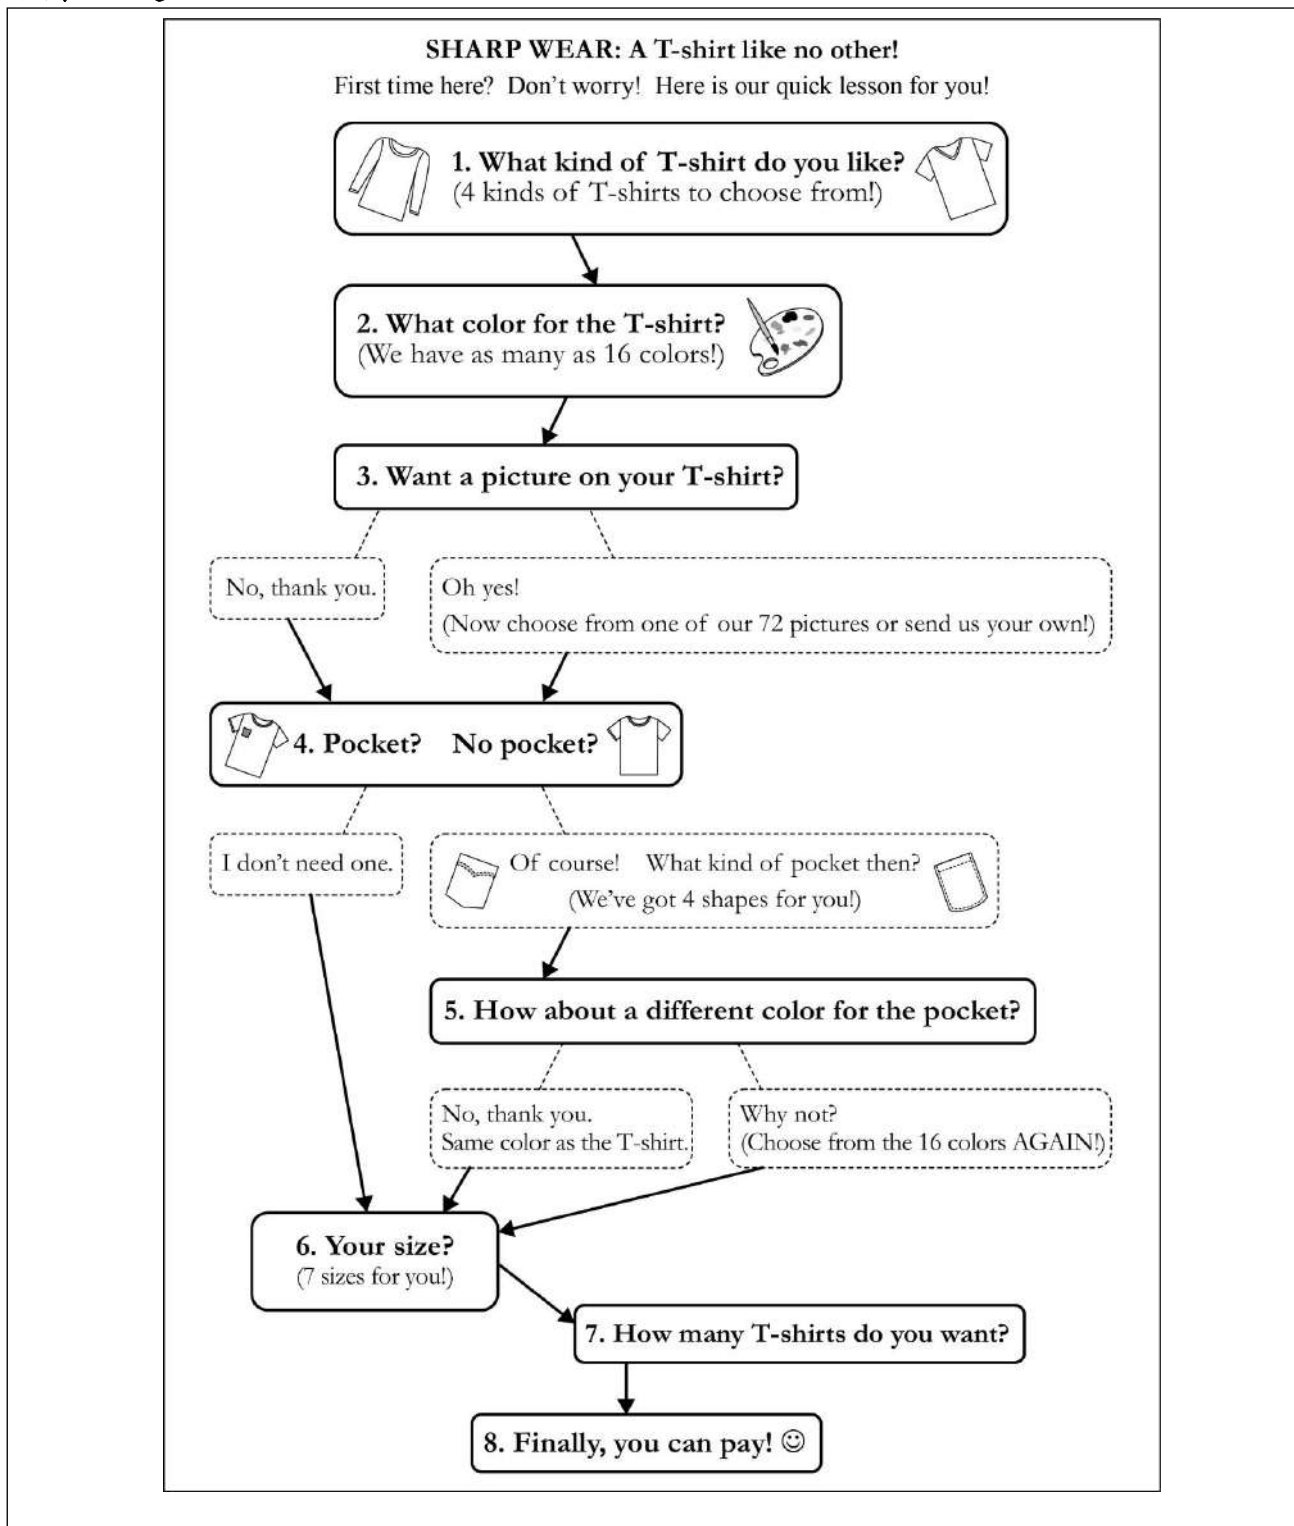 SHARP WEAR: A T-shirt like no other!
First time here? Don't worry! Here is our quick lesson for you!
1. What kind of T-shirt do you like?
(4 kinds of T-shirts to choose from!)
2. What color for the T-shirt?
(We have as many as 16 colors!)
3. Want a picture on your T-shirt?
No, thank you.
Oh yes!
(Now choose from one of our 72 pictures or send us your own!)
4. Pocket? No pocket?
I don't need one.
Of course! What kind of pocket then?
(We've got 4 shapes for you!)
5. How about a different color for the pocket?
No, thank you.
Same color as the T-shirt.
Why not?
(Choose from the 16 colors AGAIN!)
6. Your size?
(7 sizes for you!)
7. How many T-shirts do you want?
8. Finally, you can pay! ☺